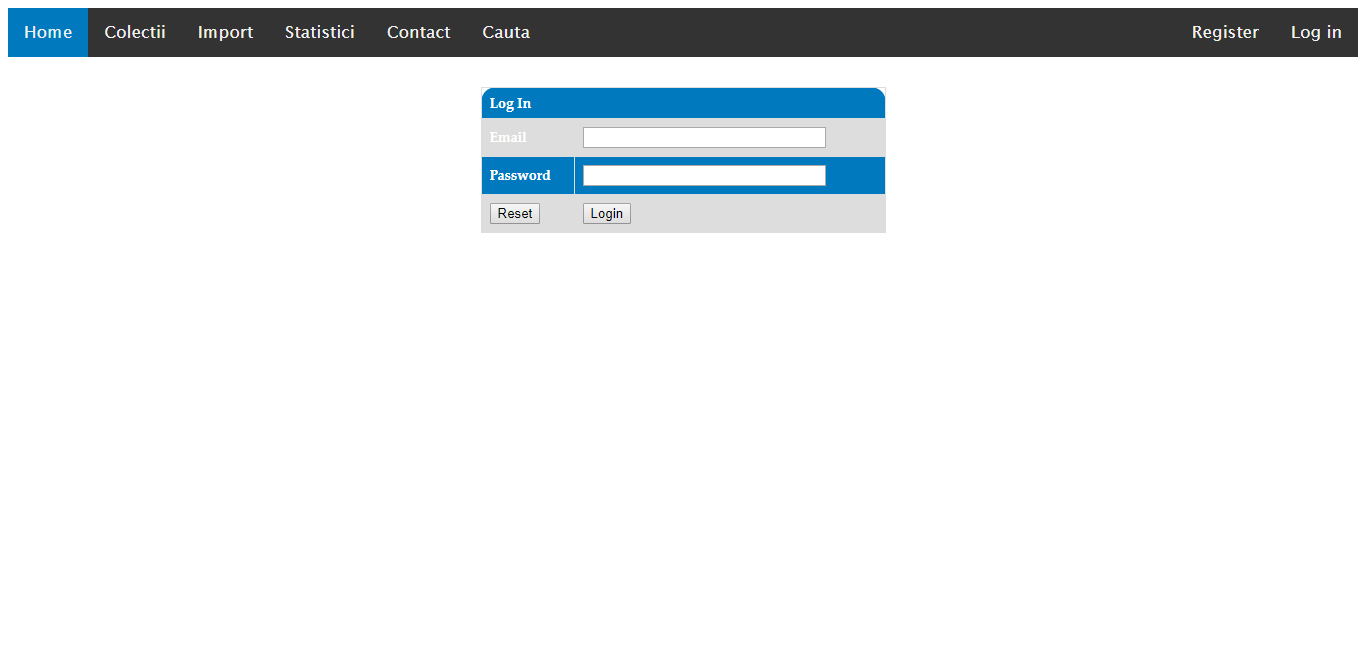 Home Colectii Import Statistici Contact Cauta Register Log in
Log In
Email
Password
Reset Login